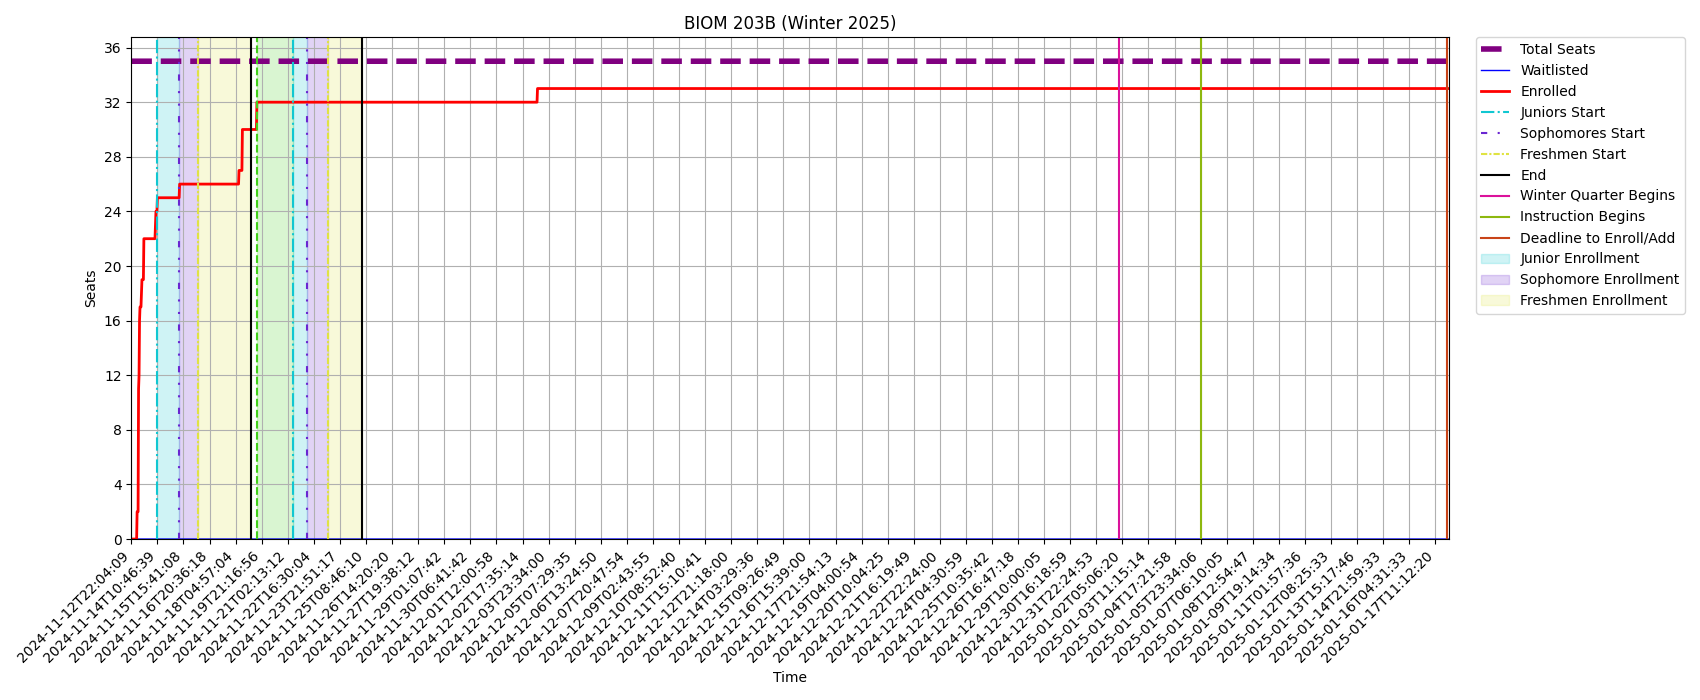 BIOM 203B (Winter 2025)
36
32
28
24
20
16
12
8
4
0
Seats
2024-11-12T22:04:09
2024-11-14T10:46:39
2024-11-15T15:41:08
2024-11-16T20:36:18
2024-11-18T04:57:04
2024-11-19T21:16:56
2024-11-21T02:13:12
2024-11-22T16:30:04
2024-11-23T21:51:17
2024-11-25T08:46:10
2024-11-26T14:20:20
2024-11-27T19:38:12
2024-11-29T01:07:42
2024-11-30T06:41:42
2024-12-01T12:00:58
2024-12-02T17:35:14
2024-12-03T23:34:00
2024-12-05T07:29:35
2024-12-06T13:24:50
2024-12-07T20:47:54
2024-12-09T02:43:55
2024-12-10T08:52:40
2024-12-11T15:10:41
2024-12-12T21:18:00
2024-12-14T03:29:36
2024-12-15T09:26:49
2024-12-16T15:39:00
2024-12-17T21:54:13
2024-12-19T04:00:54
2024-12-20T10:04:25
2024-12-21T16:19:49
2024-12-22T22:24:00
2024-12-24T04:30:59
2024-12-25T10:35:42
2024-12-26T16:47:18
2024-12-29T10:00:05
2024-12-30T16:18:59
2024-12-31T22:24:53
2025-01-02T05:06:20
2025-01-03T11:15:14
2025-01-04T17:21:58
2025-01-05T23:34:06
2025-01-07T06:10:05
2025-01-08T12:54:47
2025-01-09T19:14:34
2025-01-11T01:57:36
2025-01-12T08:25:33
2025-01-13T15:17:46
2025-01-14T21:59:33
2025-01-16T04:31:33
2025-01-17T11:12:20
Time
Total Seats
Waitlisted
Enrolled
Juniors Start
Sophomores Start
Freshmen Start
End
Winter Quarter Begins
Instruction Begins
Deadline to Enroll/Add
Junior Enrollment
Sophomore Enrollment
Freshmen Enrollment